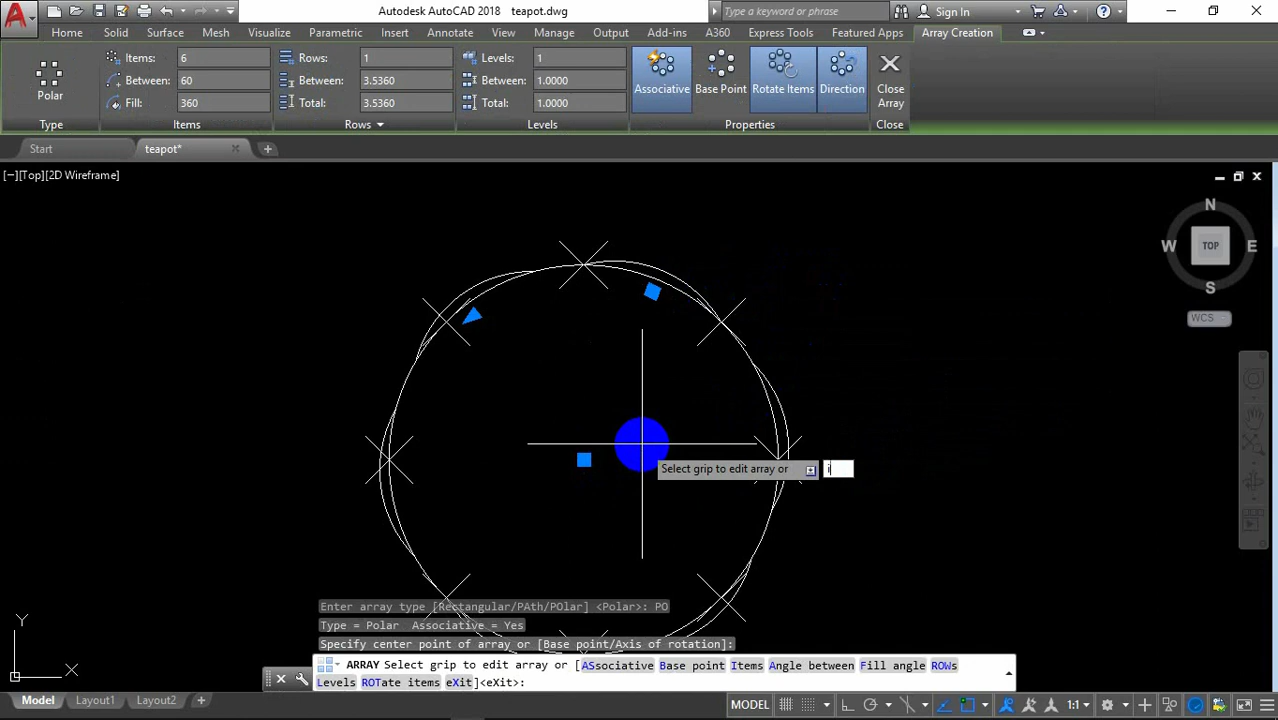 Autodesk AutoCAD 2018 teapot.dwg
Type a keyword or phrase
Sign In
Home Solid Surface Mesh Visualize Parametric Insert Annotate View Manage Output Add-ins A360 Express Tools Featured Apps Array Creation
Items: 6 Rows: 1 Levels: 1
Between: 60 Between: 3.5360 Between: 1.0000
Fill: 360 Total: 3.5360 Total: 1.0000
Polar
Associative Base Point Rotate Items Direction Close
Array
Type Items Rows Levels Properties Close
Start teapot*
[−][Top][2D Wireframe]
N
W TOP E
S
WCS
Select grip to edit array or i
Enter array type [Rectangular/PAth/POlar] <Polar>: PO
Type = Polar Associative = Yes
Specify center point of array or [Base point/Axis of rotation]:
ARRAY Select grip to edit array or [ASsociative Base point Items Angle between Fill angle ROWs
Levels ROTate items eXit]<eXit>:
Y
X
Model Layout1 Layout2
MODEL 1:1